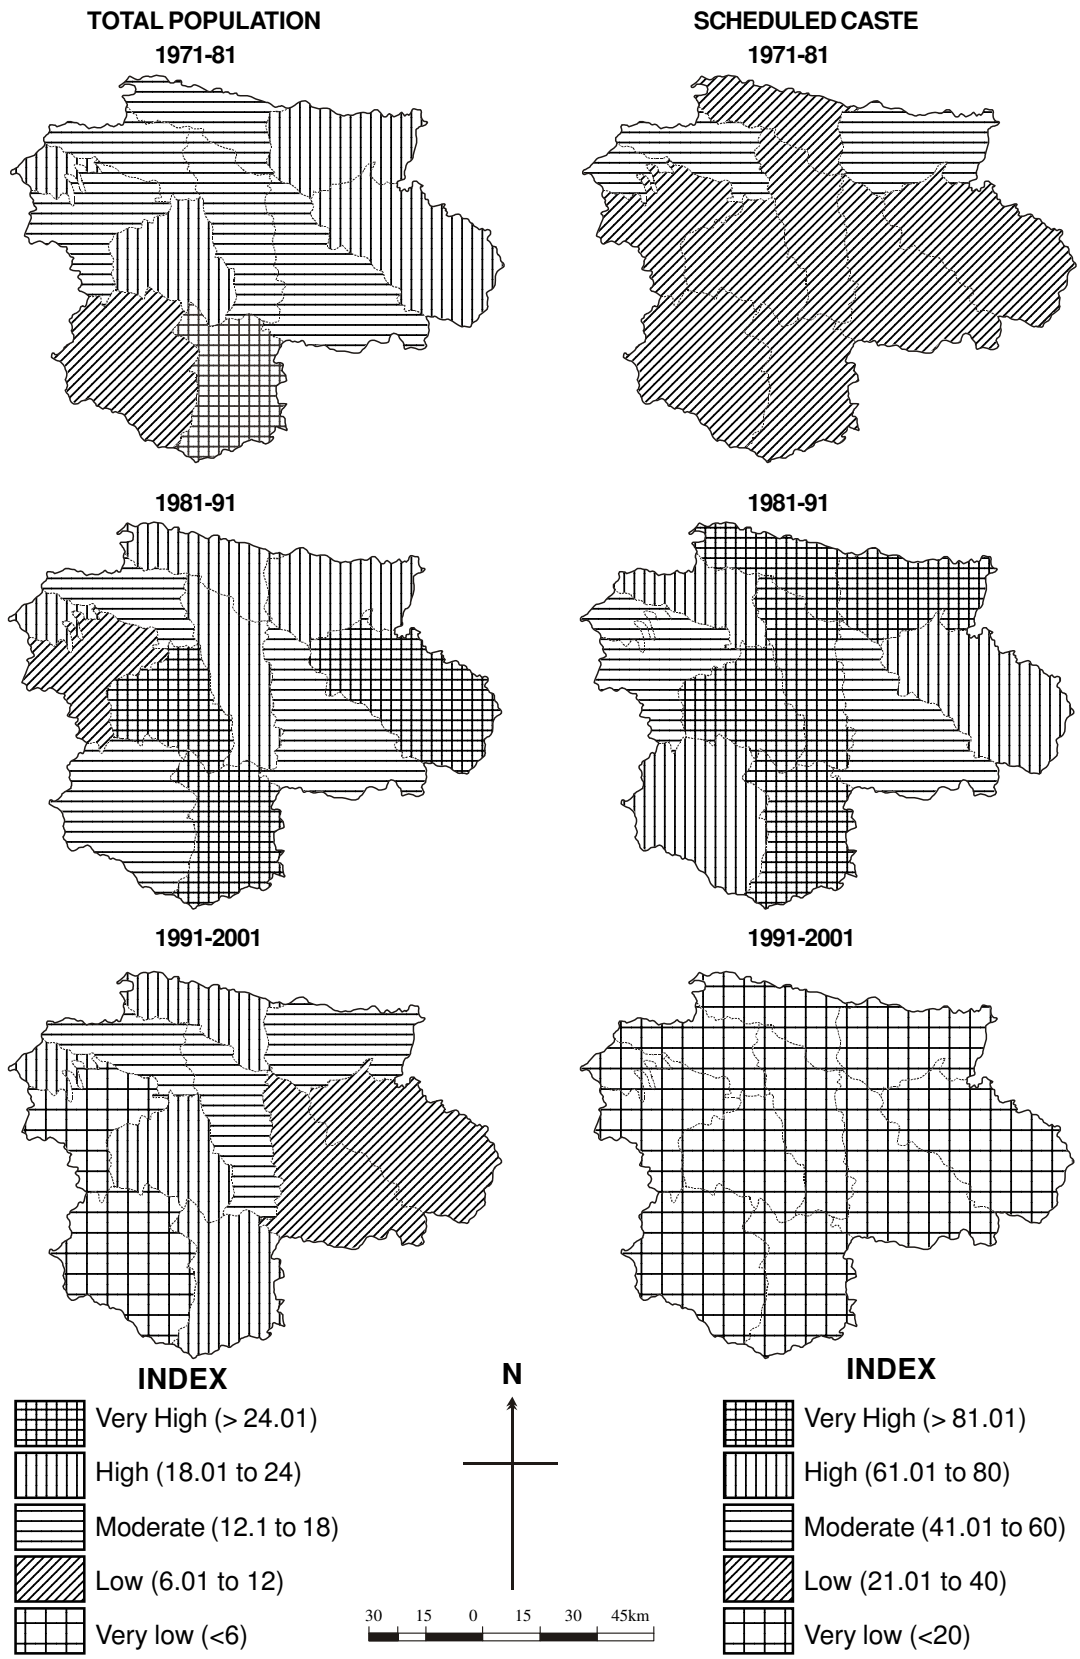 TOTAL POPULATION
SCHEDULED CASTE
1971-81
1971-81
1981-91
1981-91
1991-2001
1991-2001
INDEX
Very High (> 24.01)
High (18.01 to 24)
Moderate (12.1 to 18)
Low (6.01 to 12)
Very low (<6)
N
30 15 0 15 30 45km
INDEX
Very High (> 81.01)
High (61.01 to 80)
Moderate (41.01 to 60)
Low (21.01 to 40)
Very low (<20)